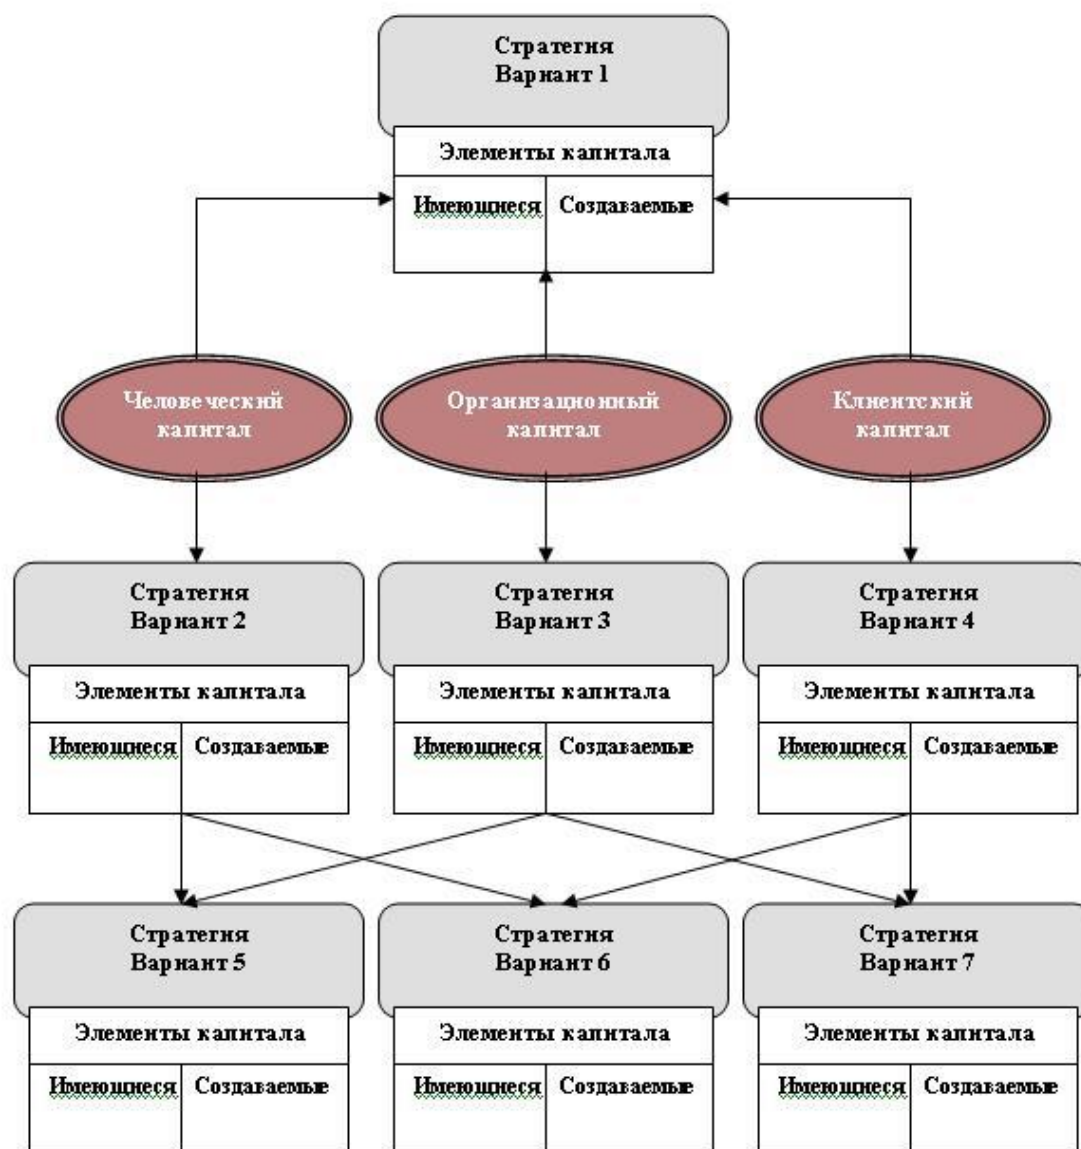 Стратегия
Вариант 1
Элементы капитала
Имеющиеся Создаваемые
Человеческий
капитал
Организационный
капитал
Клиентский
капитал
Стратегия
Вариант 2
Элементы капитала
Имеющиеся Создаваемые
Стратегия
Вариант 3
Элементы капитала
Имеющиеся Создаваемые
Стратегия
Вариант 4
Элементы капитала
Имеющиеся Создаваемые
Стратегия
Вариант 5
Элементы капитала
Имеющиеся Создаваемые
Стратегия
Вариант 6
Элементы капитала
Имеющиеся Создаваемые
Стратегия
Вариант 7
Элементы капитала
Имеющиеся Создаваемые